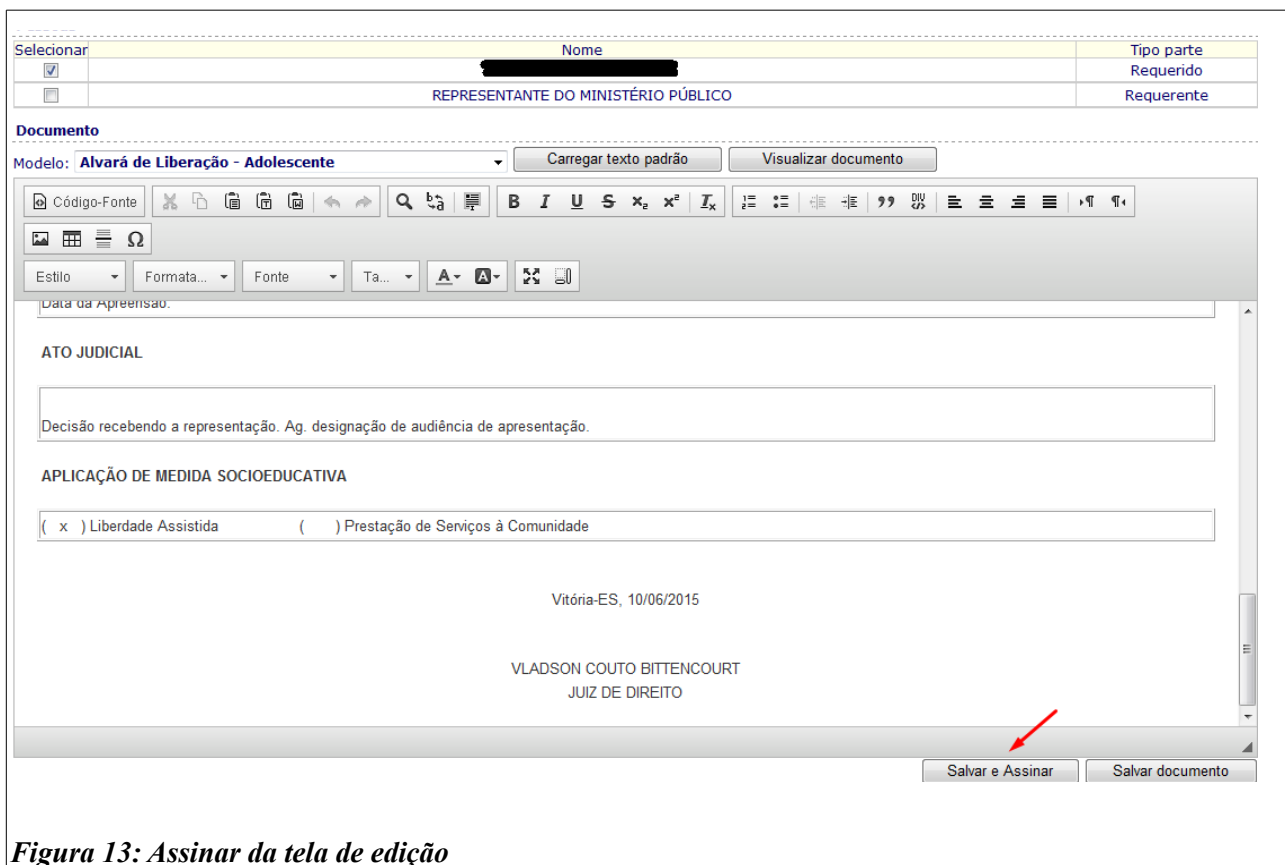 Selecionar Nome Tipo parte
Requerido
REPRESENTANTE DO MINISTÉRIO PÚBLICO Requerente
Documento
Modelo: Alvará de Liberação - Adolescente Carregar texto padrão Visualizar documento
Código-Fonte
Estilo Formata... Fonte Ta...
Data da Apreensão:
ATO JUDICIAL
Decisão recebendo a representação. Ag. designação de audiência de apresentação.
APLICAÇÃO DE MEDIDA SOCIOEDUCATIVA
( x ) Liberdade Assistida ( ) Prestação de Serviços à Comunidade
Vitória-ES, 10/06/2015
VLADSON COUTO BITTENCOURT
JUIZ DE DIREITO
Salvar e Assinar Salvar documento
Figura 13: Assinar da tela de edição